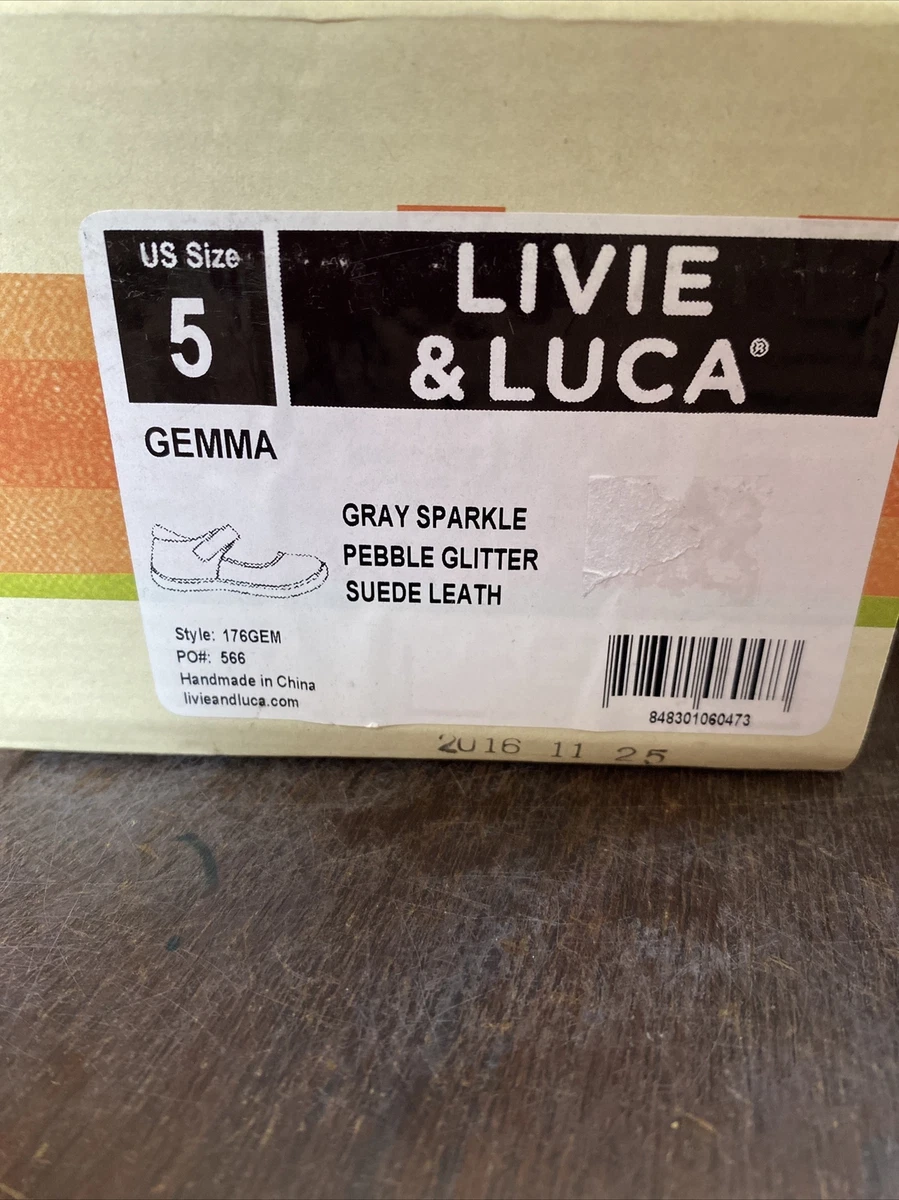 US Size
5
LIVIE
& LUCA®
GEMMA
GRAY SPARKLE
PEBBLE GLITTER
SUEDE LEATH
Style: 176GEM
PO#: 566
Handmade in China
livieandluca.com
848301060473
2016 11 25